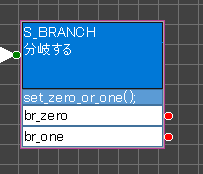 S_BRANCH
分岐する
set_zero_or_one();
br_zero
br_one